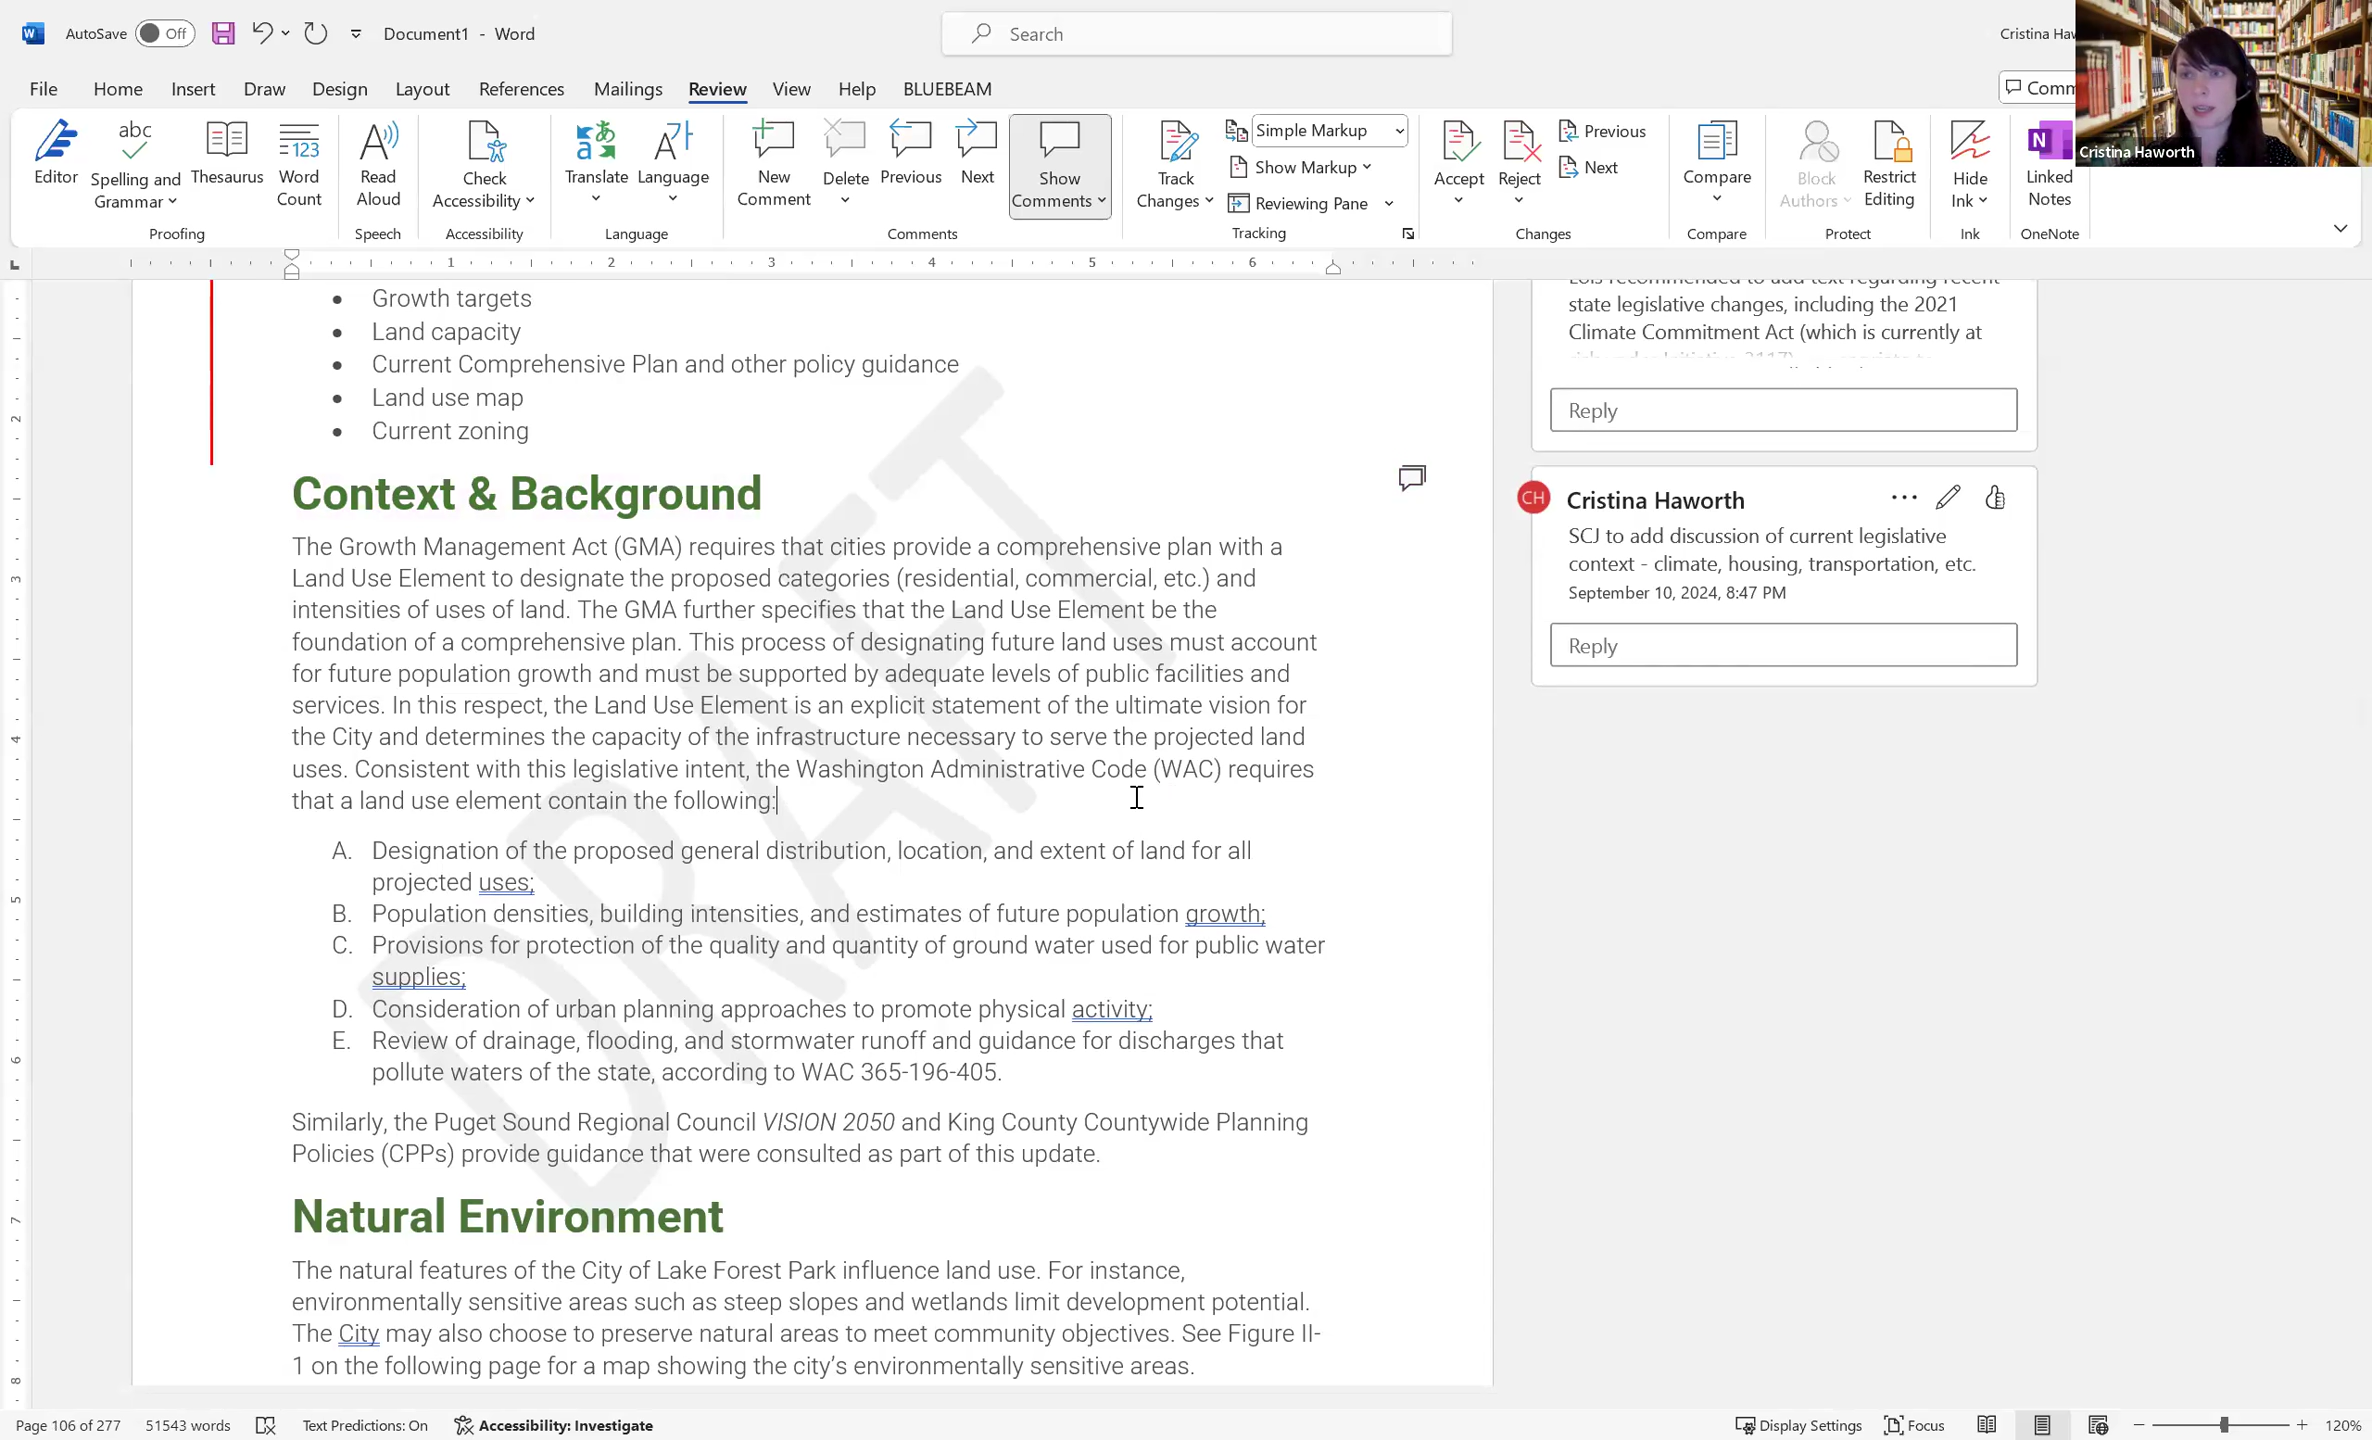 AutoSave Off Document1 - Word Search Cristina Haw
File Home Insert Draw Design Layout References Mailings Review View Help BLUEBEAM Comm
Editor
Spelling and Grammar
Thesaurus
Word Count
Proofing
Read Aloud
Speech
Check Accessibility
Accessibility
Translate
Language
Language
New Comment
Delete
Previous
Next
Show Comments
Comments
Track Changes
Simple Markup
Show Markup
Reviewing Pane
Tracking
Accept
Reject
Previous
Next
Changes
Compare
Compare
Block Authors
Restrict Editing
Protect
Hide Ink
Ink
Linked Notes
OneNote
Cristina Haworth
• Growth targets
• Land capacity
• Current Comprehensive Plan and other policy guidance
• Land use map
• Current zoning
Context & Background
The Growth Management Act (GMA) requires that cities provide a comprehensive plan with a
Land Use Element to designate the proposed categories (residential, commercial, etc.) and
intensities of uses of land. The GMA further specifies that the Land Use Element be the
foundation of a comprehensive plan. This process of designating future land uses must account
for future population growth and must be supported by adequate levels of public facilities and
services. In this respect, the Land Use Element is an explicit statement of the ultimate vision for
the City and determines the capacity of the infrastructure necessary to serve the projected land
uses. Consistent with this legislative intent, the Washington Administrative Code (WAC) requires
that a land use element contain the following:
A. Designation of the proposed general distribution, location, and extent of land for all
projected uses;
B. Population densities, building intensities, and estimates of future population growth;
C. Provisions for protection of the quality and quantity of ground water used for public water
supplies;
D. Consideration of urban planning approaches to promote physical activity;
E. Review of drainage, flooding, and stormwater runoff and guidance for discharges that
pollute waters of the state, according to WAC 365-196-405.
Similarly, the Puget Sound Regional Council VISION 2050 and King County Countywide Planning
Policies (CPPs) provide guidance that were consulted as part of this update.
Natural Environment
The natural features of the City of Lake Forest Park influence land use. For instance,
environmentally sensitive areas such as steep slopes and wetlands limit development potential.
The City may also choose to preserve natural areas to meet community objectives. See Figure II-
1 on the following page for a map showing the city's environmentally sensitive areas.
DRAFT
Lois recommended to add text regarding recent
state legislative changes, including the 2021
Climate Commitment Act (which is currently at
Reply
CH Cristina Haworth
SCJ to add discussion of current legislative
context - climate, housing, transportation, etc.
September 10, 2024, 8:47 PM
Reply
Page 106 of 277 51543 words Text Predictions: On Accessibility: Investigate Display Settings Focus 120%